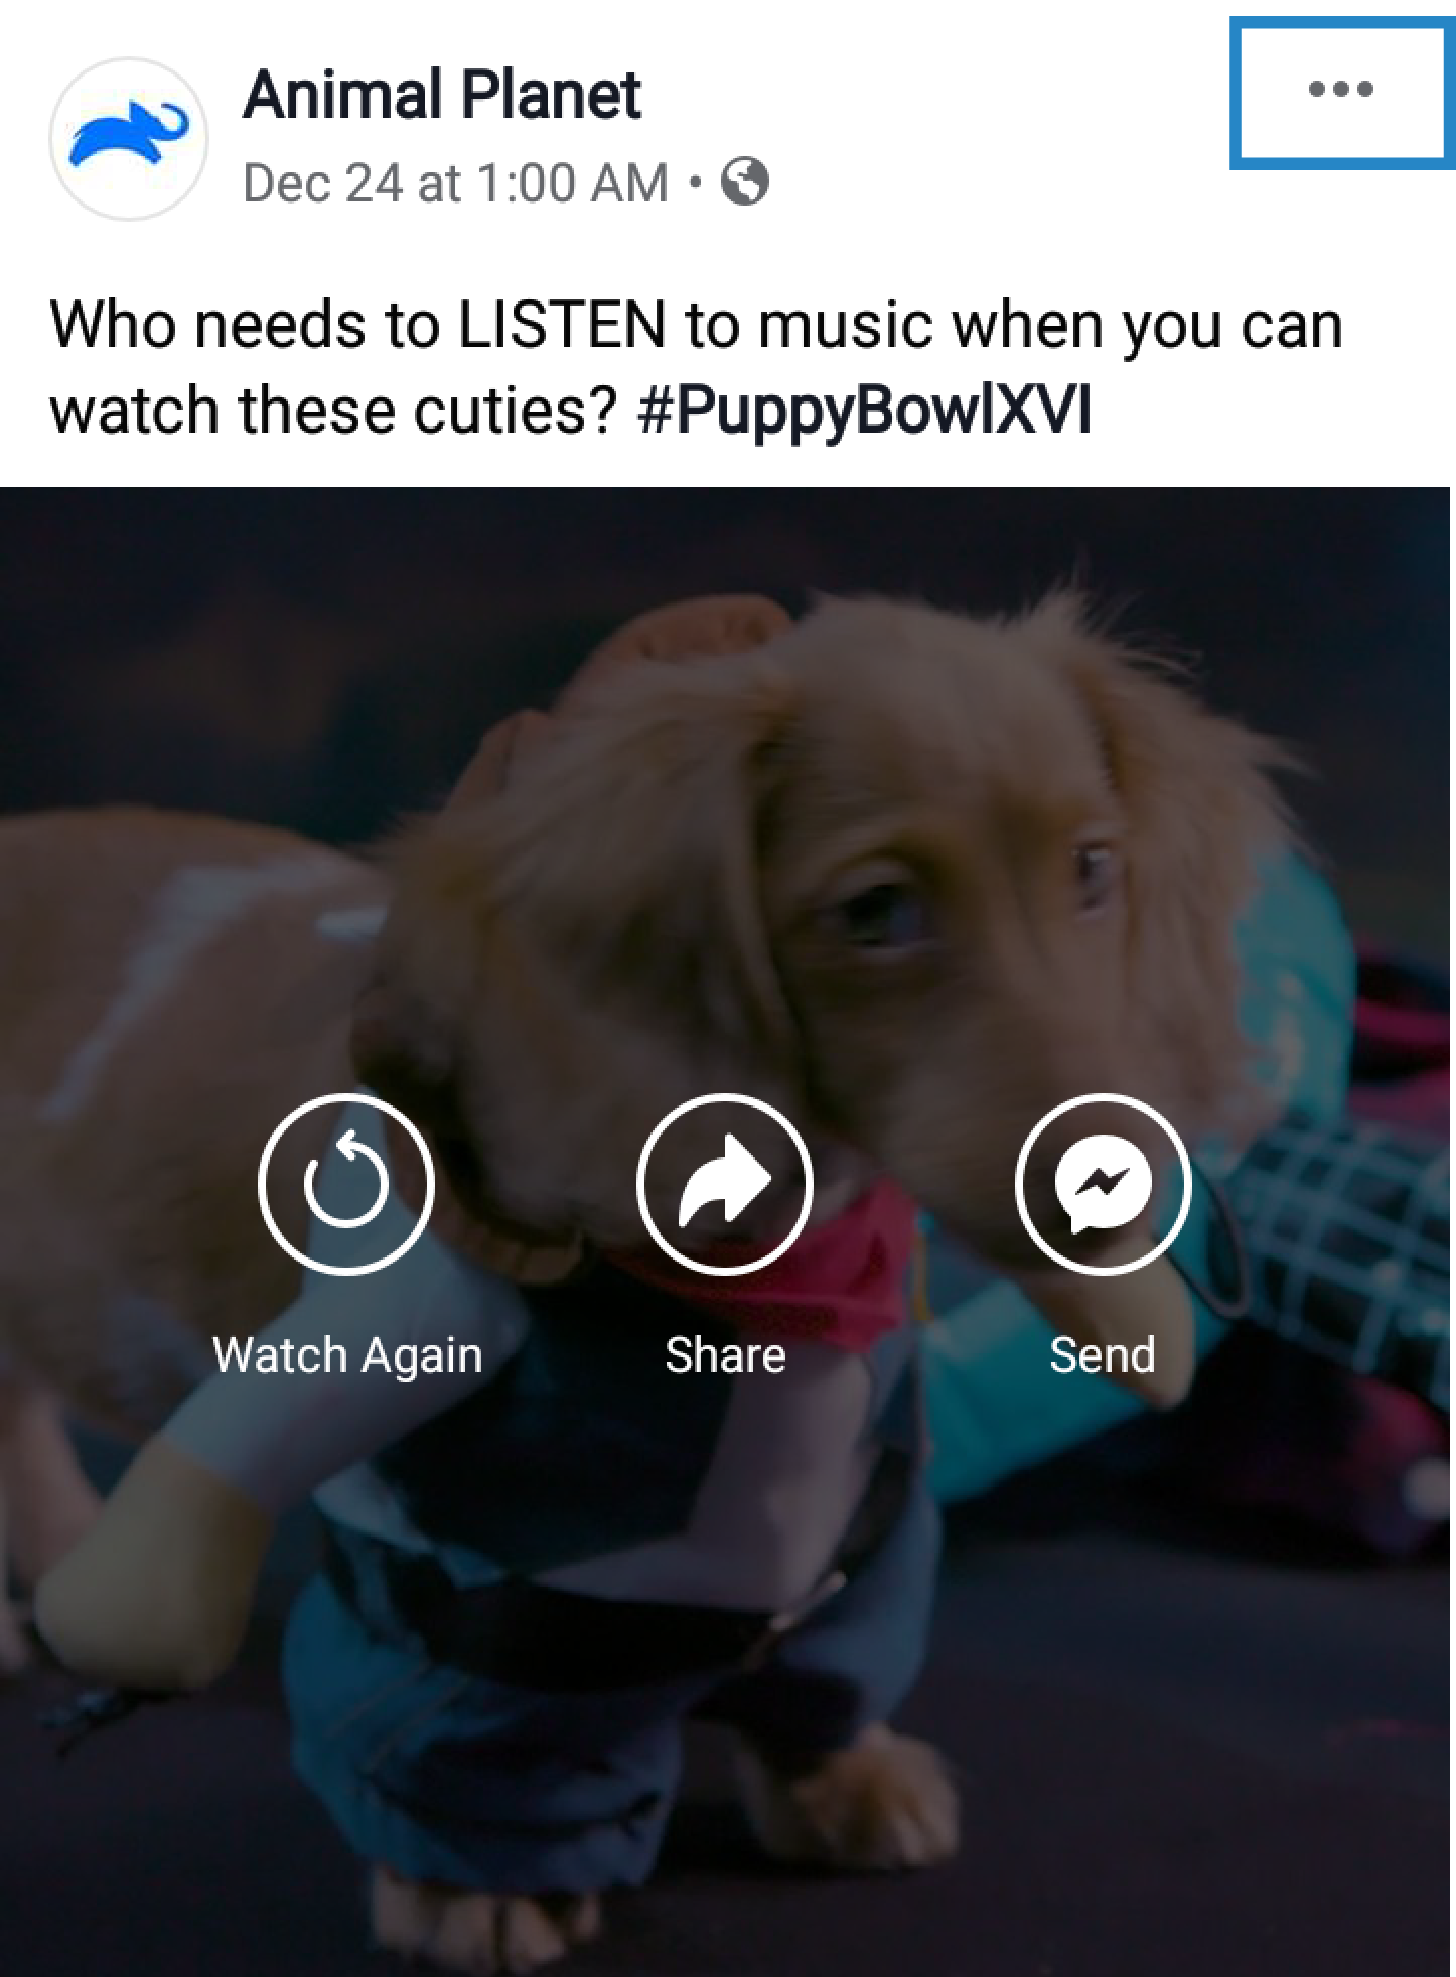 Animal Planet
Dec 24 at 1:00 AM •
Who needs to LISTEN to music when you can
watch these cuties? #PuppyBowlXVI
Watch Again Share Send